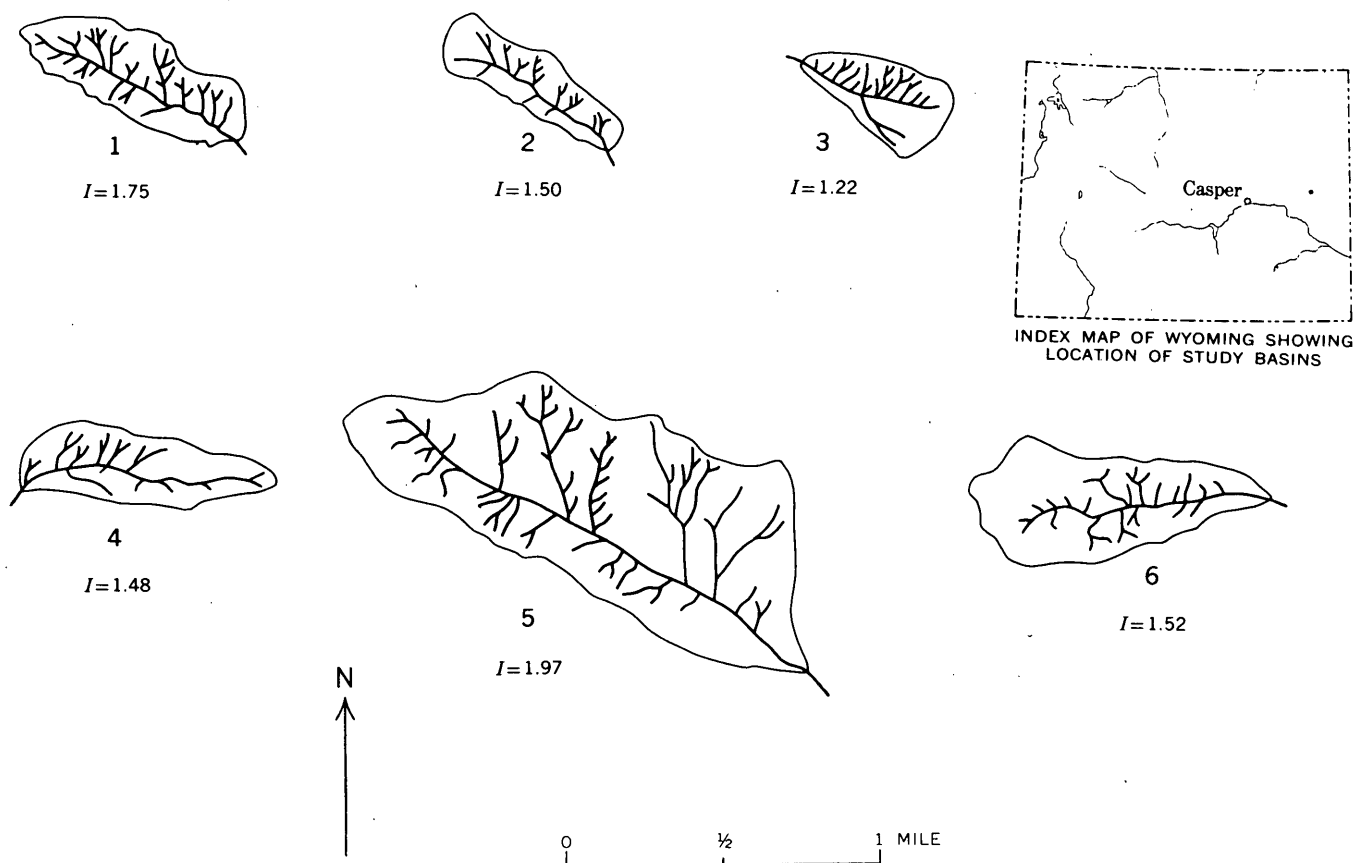 1
I=1.75
2
I=1.50
3
I=1.22
Casper
INDEX MAP OF WYOMING SHOWING
LOCATION OF STUDY BASINS
4
I=1.48
5
I=1.97
6
I=1.52
N
0 ½ 1 MILE